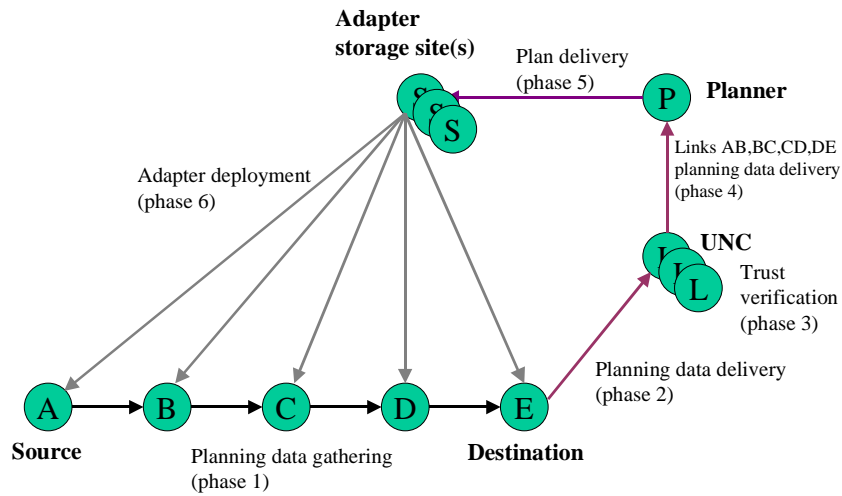 Adapter
storage site(s)
Plan delivery
(phase 5)
S
S
S
P
Planner
Links AB,BC,CD,DE
planning data delivery
(phase 4)
Adapter deployment
(phase 6)
UNC
L
L
L
Trust
verification
(phase 3)
Planning data delivery
(phase 2)
A
B
C
D
E
Source
Planning data gathering
(phase 1)
Destination